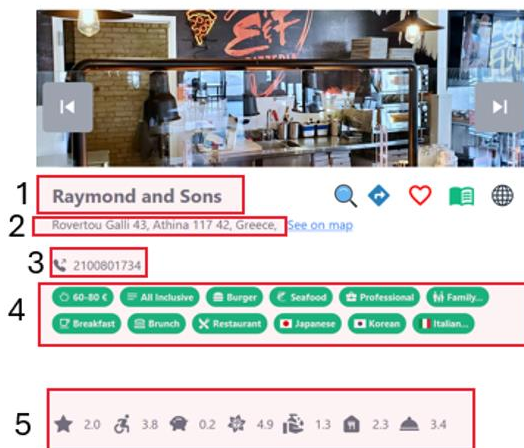 E&F
PIZZERIA
1 Raymond and Sons
2 Rovertou Galli 43, Athina 117 42, Greece, See on map
3 2100801734
4
60-80 € All Inclusive Burger Seafood Professional Family...
Breakfast Brunch Restaurant Japanese Korean Italian...
5 2.0 3.8 0.2 4.9 1.3 2.3 3.4